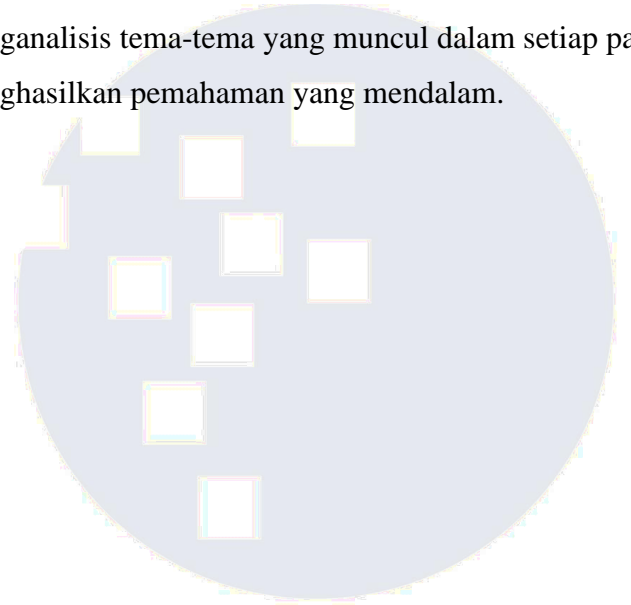 ganalisis tema-tema yang muncul dalam setiap pa
ghasilkan pemahaman yang mendalam.